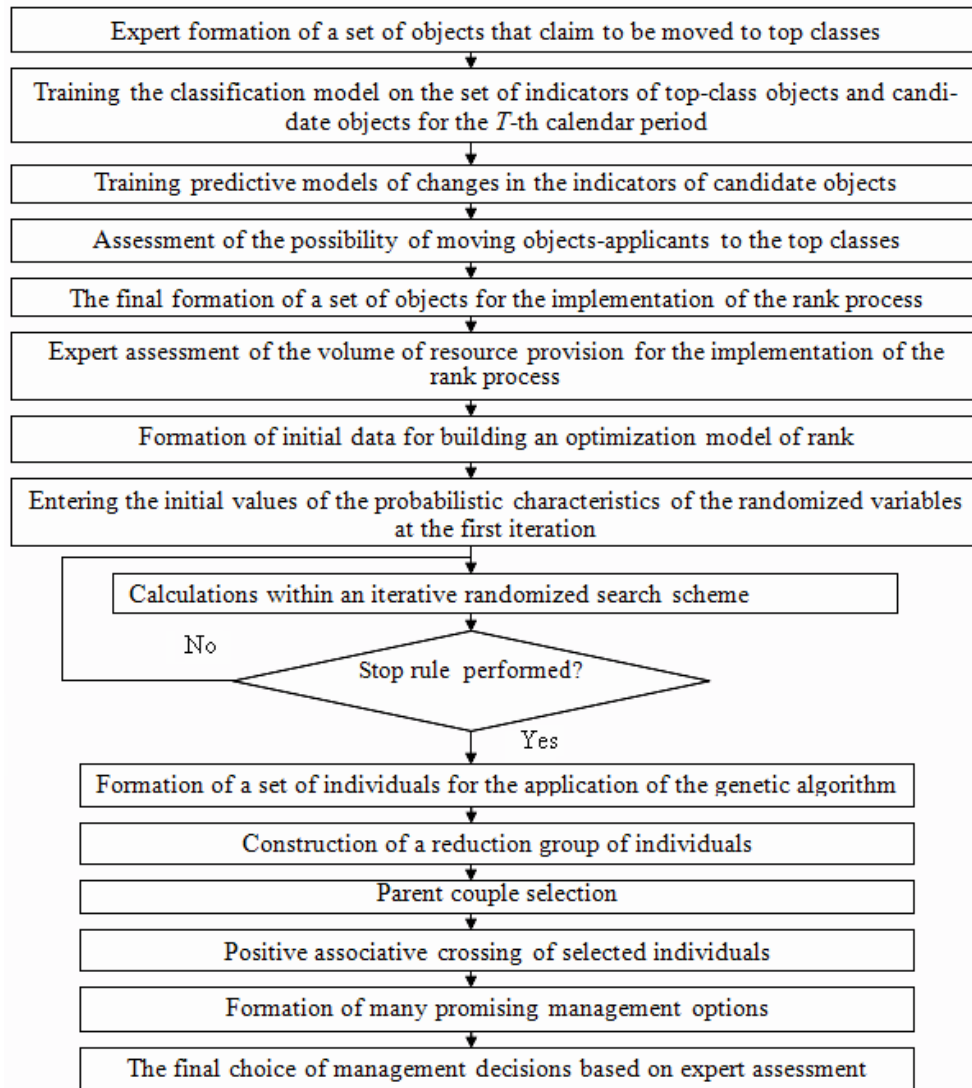 Expert formation of a set of objects that claim to be moved to top classes
Training the classification model on the set of indicators of top-class objects and candi-
date objects for the T-th calendar period
Training predictive models of changes in the indicators of candidate objects
Assessment of the possibility of moving objects-applicants to the top classes
The final formation of a set of objects for the implementation of the rank process
Expert assessment of the volume of resource provision for the implementation of the
rank process
Formation of initial data for building an optimization model of rank
Entering the initial values of the probabilistic characteristics of the randomized variables
at the first iteration
Calculations within an iterative randomized search scheme
No
Stop rule performed?
Yes
Formation of a set of individuals for the application of the genetic algorithm
Construction of a reduction group of individuals
Parent couple selection
Positive associative crossing of selected individuals
Formation of many promising management options
The final choice of management decisions based on expert assessment